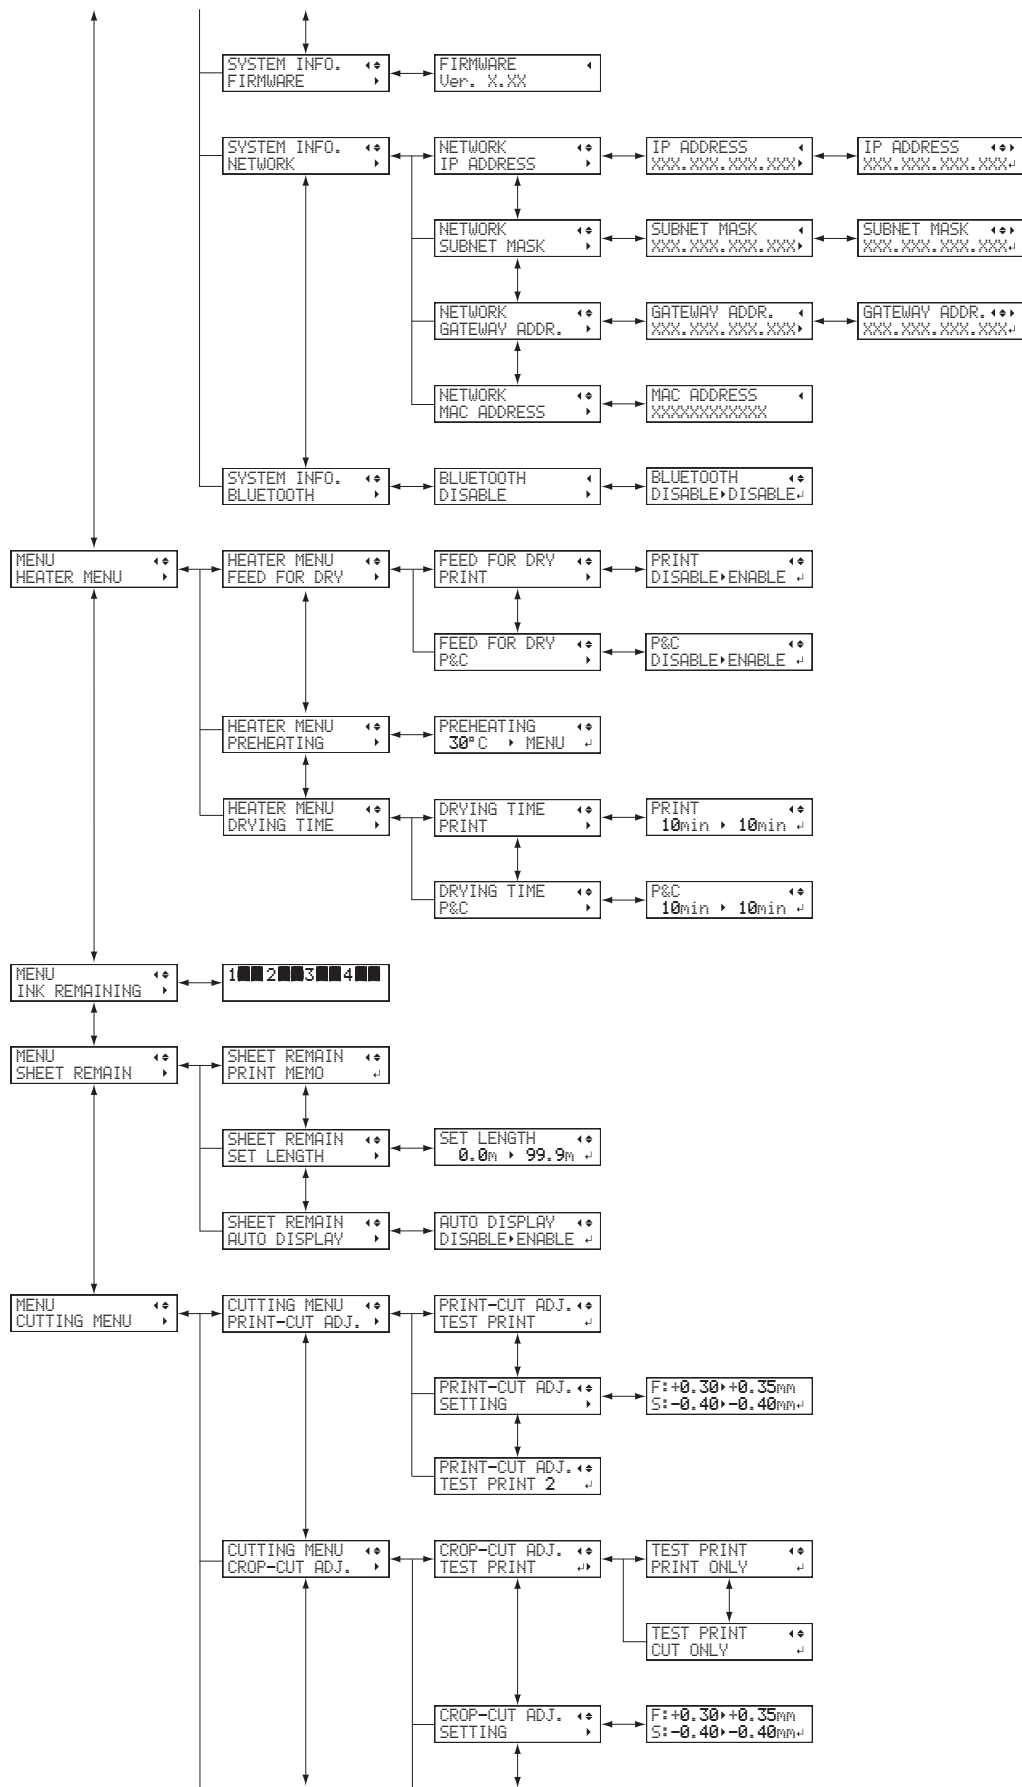 SYSTEM INFO.
FIRMWARE
FIRMWARE
Ver. X.XX
SYSTEM INFO.
NETWORK
NETWORK
IP ADDRESS
IP ADDRESS
XXX.XXX.XXX.XXX
IP ADDRESS
XXX.XXX.XXX.XXX
NETWORK
SUBNET MASK
SUBNET MASK
XXX.XXX.XXX.XXX
SUBNET MASK
XXX.XXX.XXX.XXX
NETWORK
GATEWAY ADDR.
GATEWAY ADDR.
XXX.XXX.XXX.XXX
GATEWAY ADDR.
XXX.XXX.XXX.XXX
NETWORK
MAC ADDRESS
MAC ADDRESS
XXXXXXXXXXXX
SYSTEM INFO.
BLUETOOTH
BLUETOOTH
DISABLE
BLUETOOTH
DISABLE DISABLE
MENU
HEATER MENU
HEATER MENU
FEED FOR DRY
FEED FOR DRY
PRINT
PRINT
DISABLE ENABLE
FEED FOR DRY
P&C
P&C
DISABLE ENABLE
HEATER MENU
PREHEATING
PREHEATING
30°C MENU
HEATER MENU
DRYING TIME
DRYING TIME
PRINT
PRINT
10min 10min
DRYING TIME
P&C
P&C
10min 10min
MENU
INK REMAINING
1 2 3 4
MENU
SHEET REMAIN
SHEET REMAIN
PRINT MEMO
SHEET REMAIN
SET LENGTH
SET LENGTH
0.0m 99.9m
SHEET REMAIN
AUTO DISPLAY
AUTO DISPLAY
DISABLE ENABLE
MENU
CUTTING MENU
CUTTING MENU
PRINT-CUT ADJ.
PRINT-CUT ADJ.
TEST PRINT
PRINT-CUT ADJ.
SETTING
F:+0.30 +0.35mm
S:-0.40 -0.40mm
PRINT-CUT ADJ.
TEST PRINT 2
CUTTING MENU
CROP-CUT ADJ.
CROP-CUT ADJ.
TEST PRINT
TEST PRINT
PRINT ONLY
TEST PRINT
CUT ONLY
CROP-CUT ADJ.
SETTING
F:+0.30 +0.35mm
S:-0.40 -0.40mm